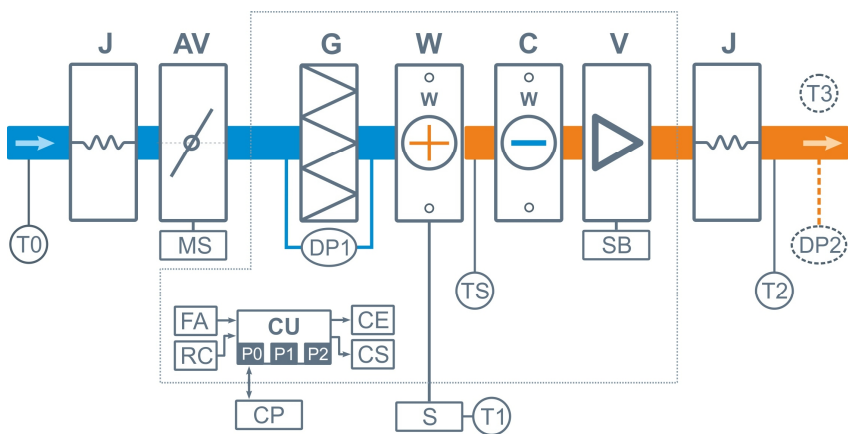 J AV G W C V J
W W
T3
T0
MS
DP1
SB
DP2
TS
T2
FA
CU
CE
RC
P0 P1 P2
CS
CP
S
T1